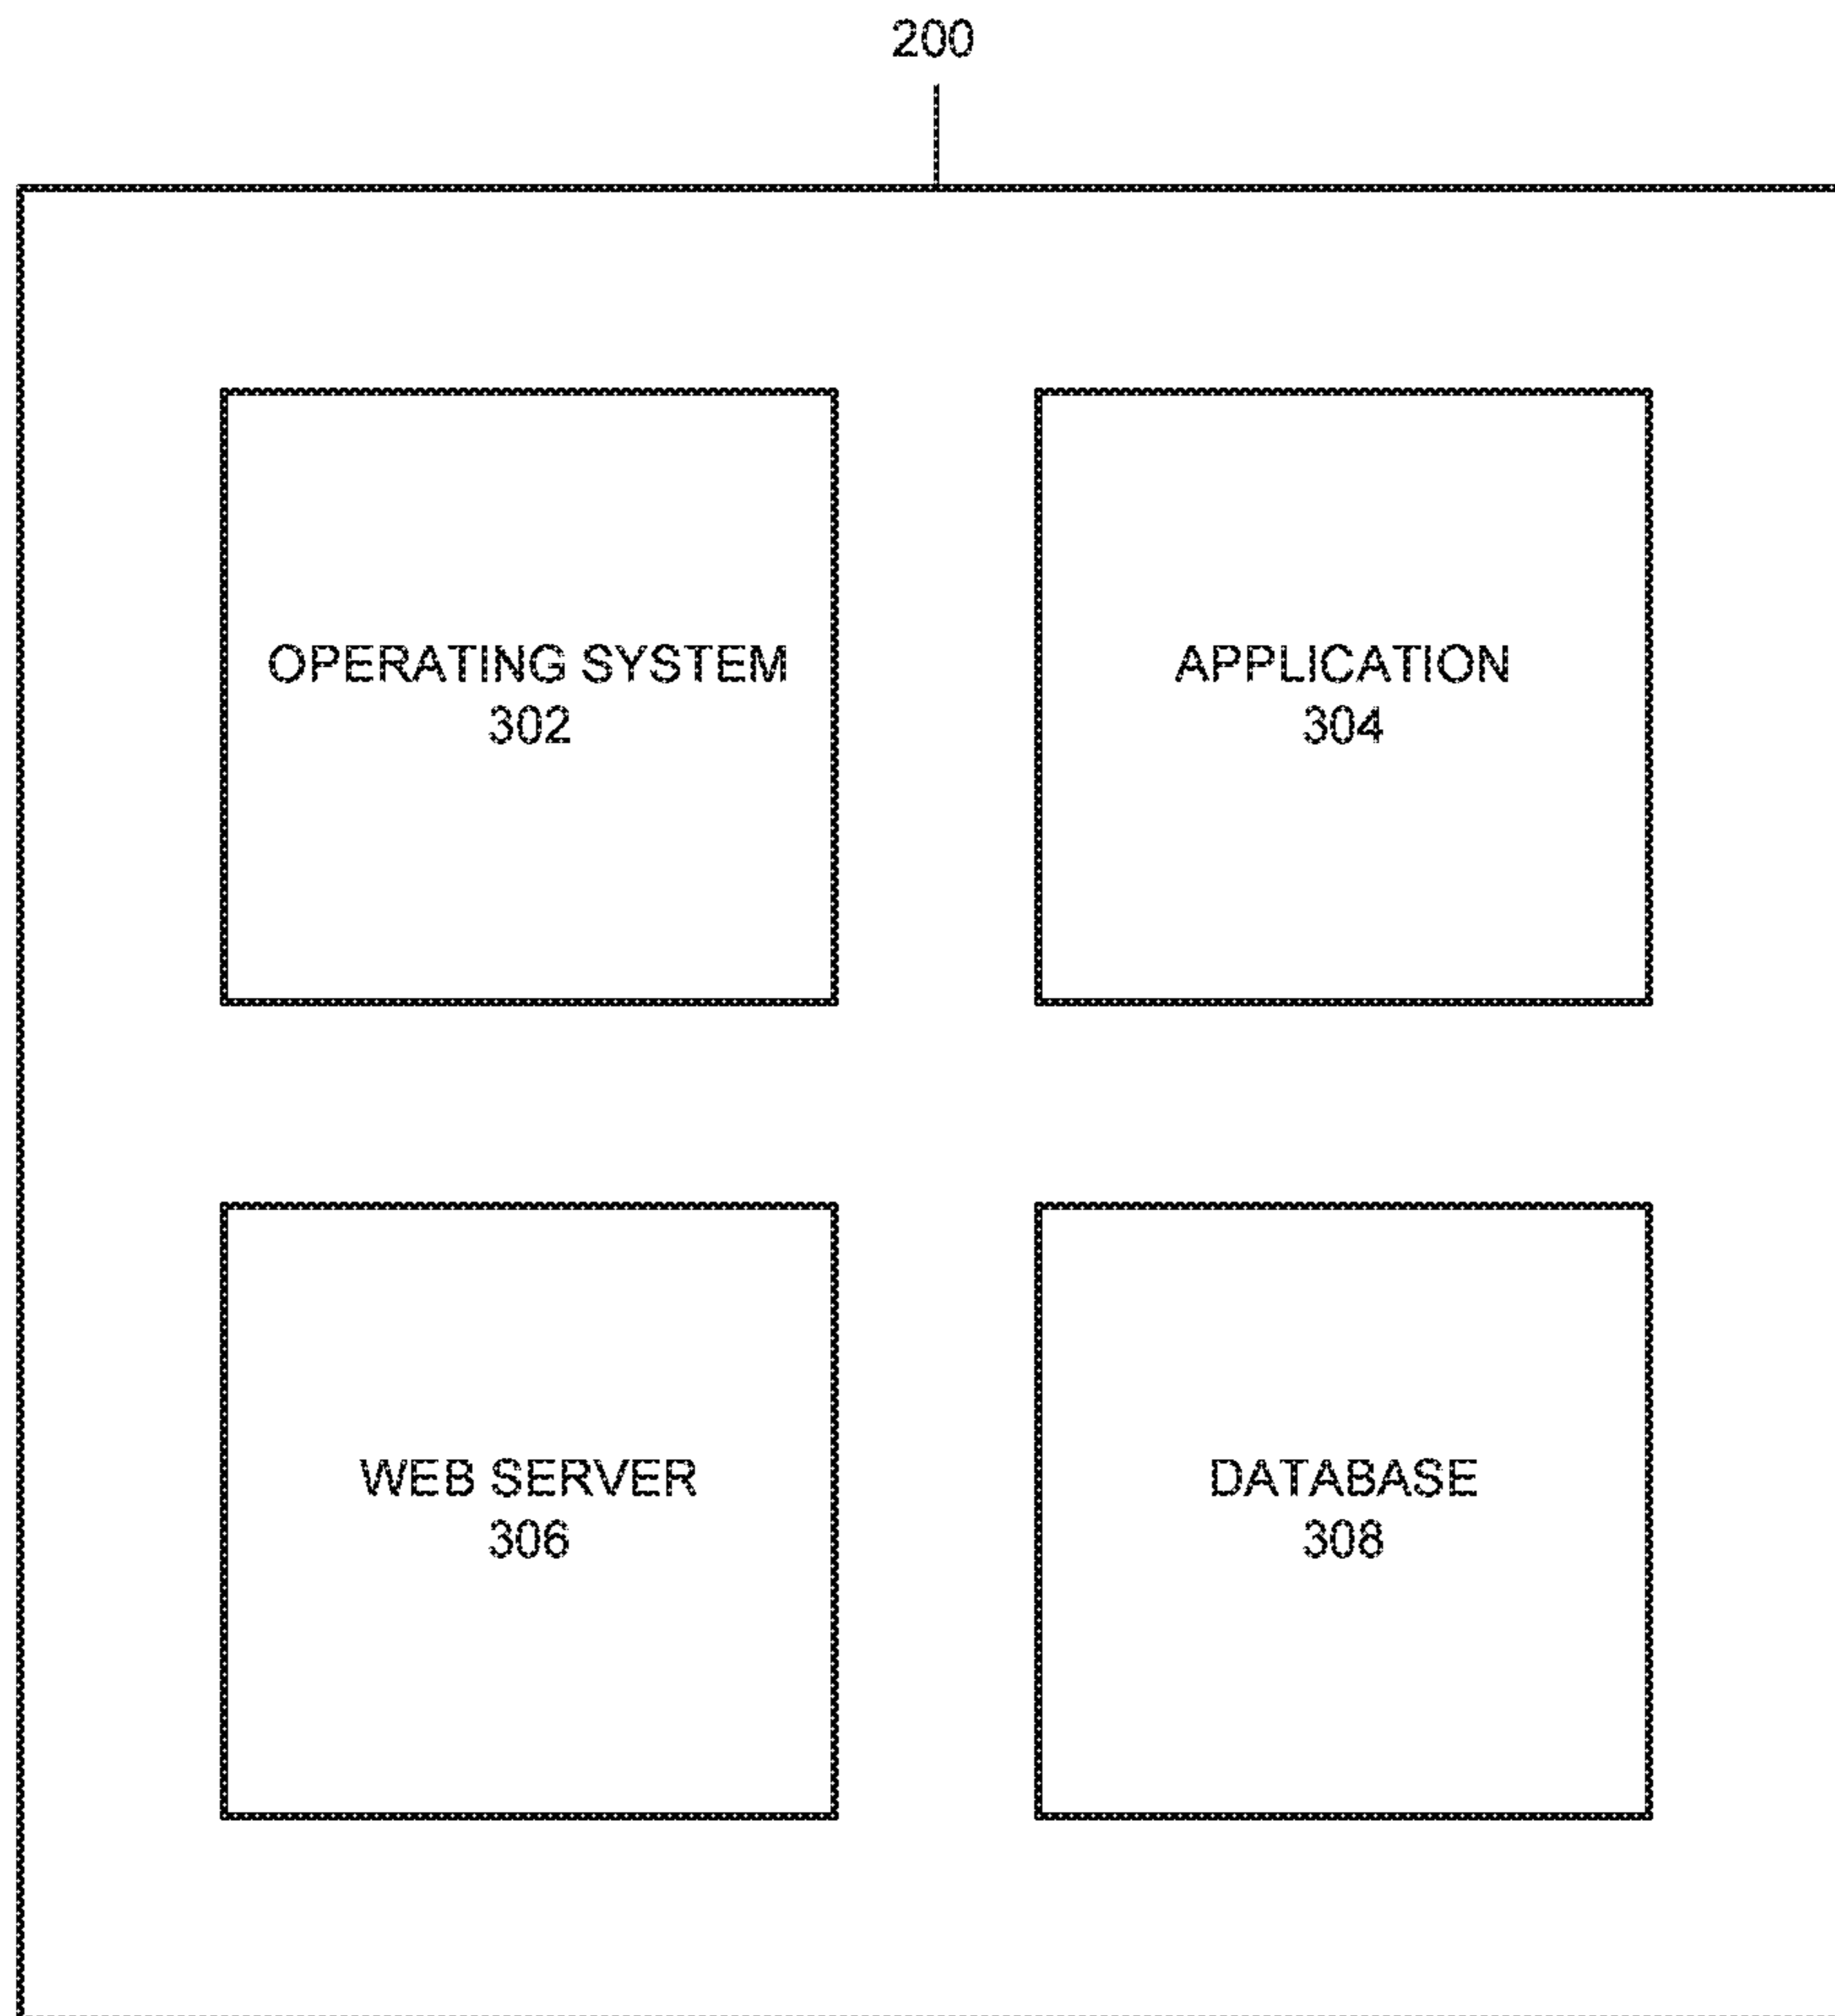 200
OPERATING SYSTEM
302
APPLICATION
304
WEB SERVER
306
DATABASE
308